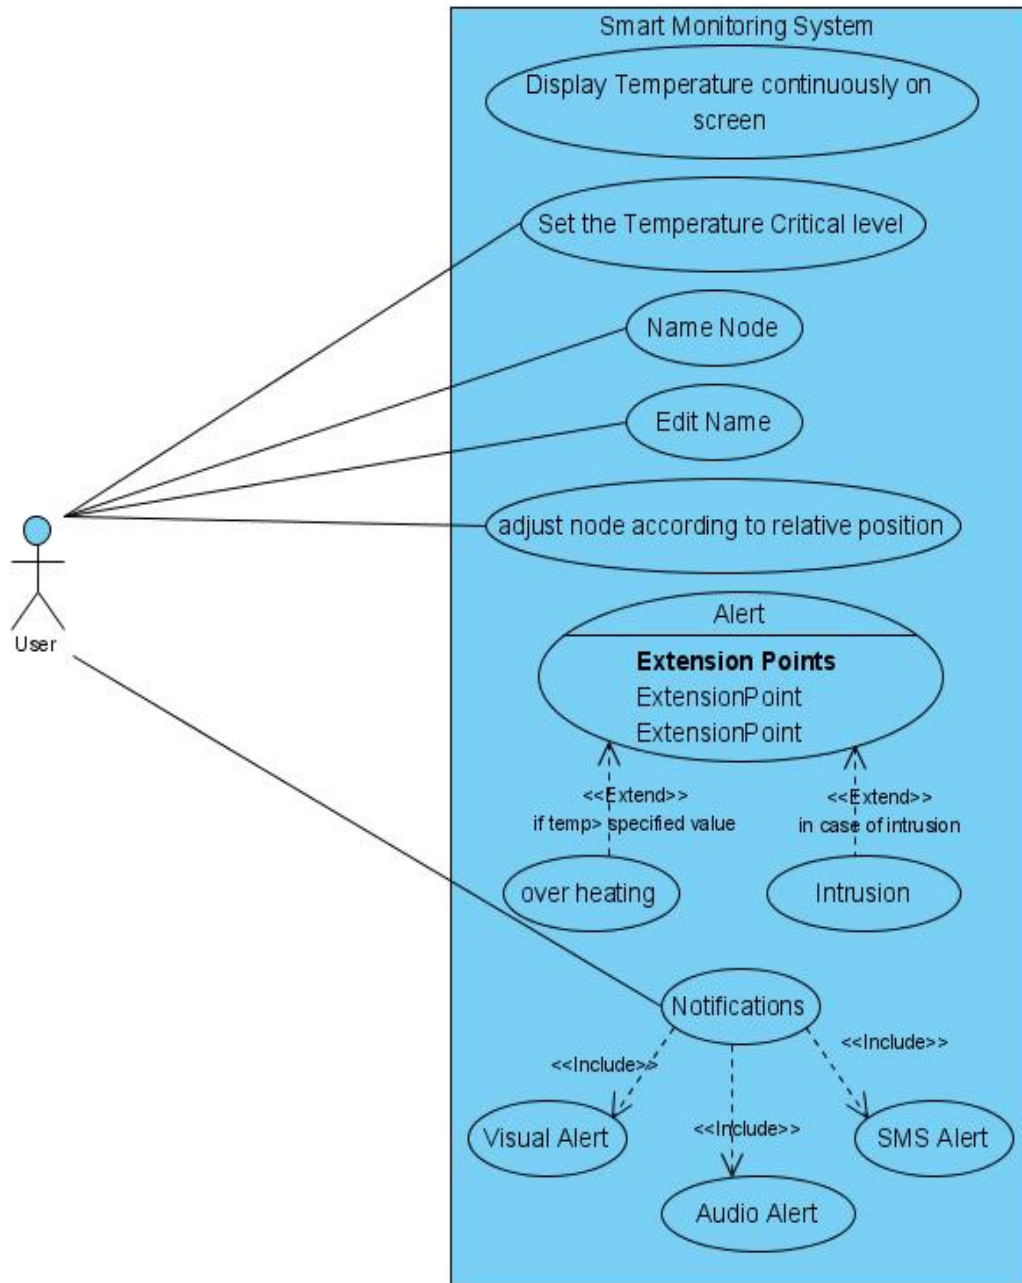 Smart Monitoring System
Display Temperature continuously on
screen
Set the Temperature Critical level
Name Node
Edit Name
adjust node according to relative position
User
Alert
Extension Points
ExtensionPoint
ExtensionPoint
<<Extend>>
if temp> specified value
<<Extend>>
in case of intrusion
over heating
Intrusion
Notifications
<<Include>>
<<Include>>
<<Include>>
Visual Alert
SMS Alert
Audio Alert